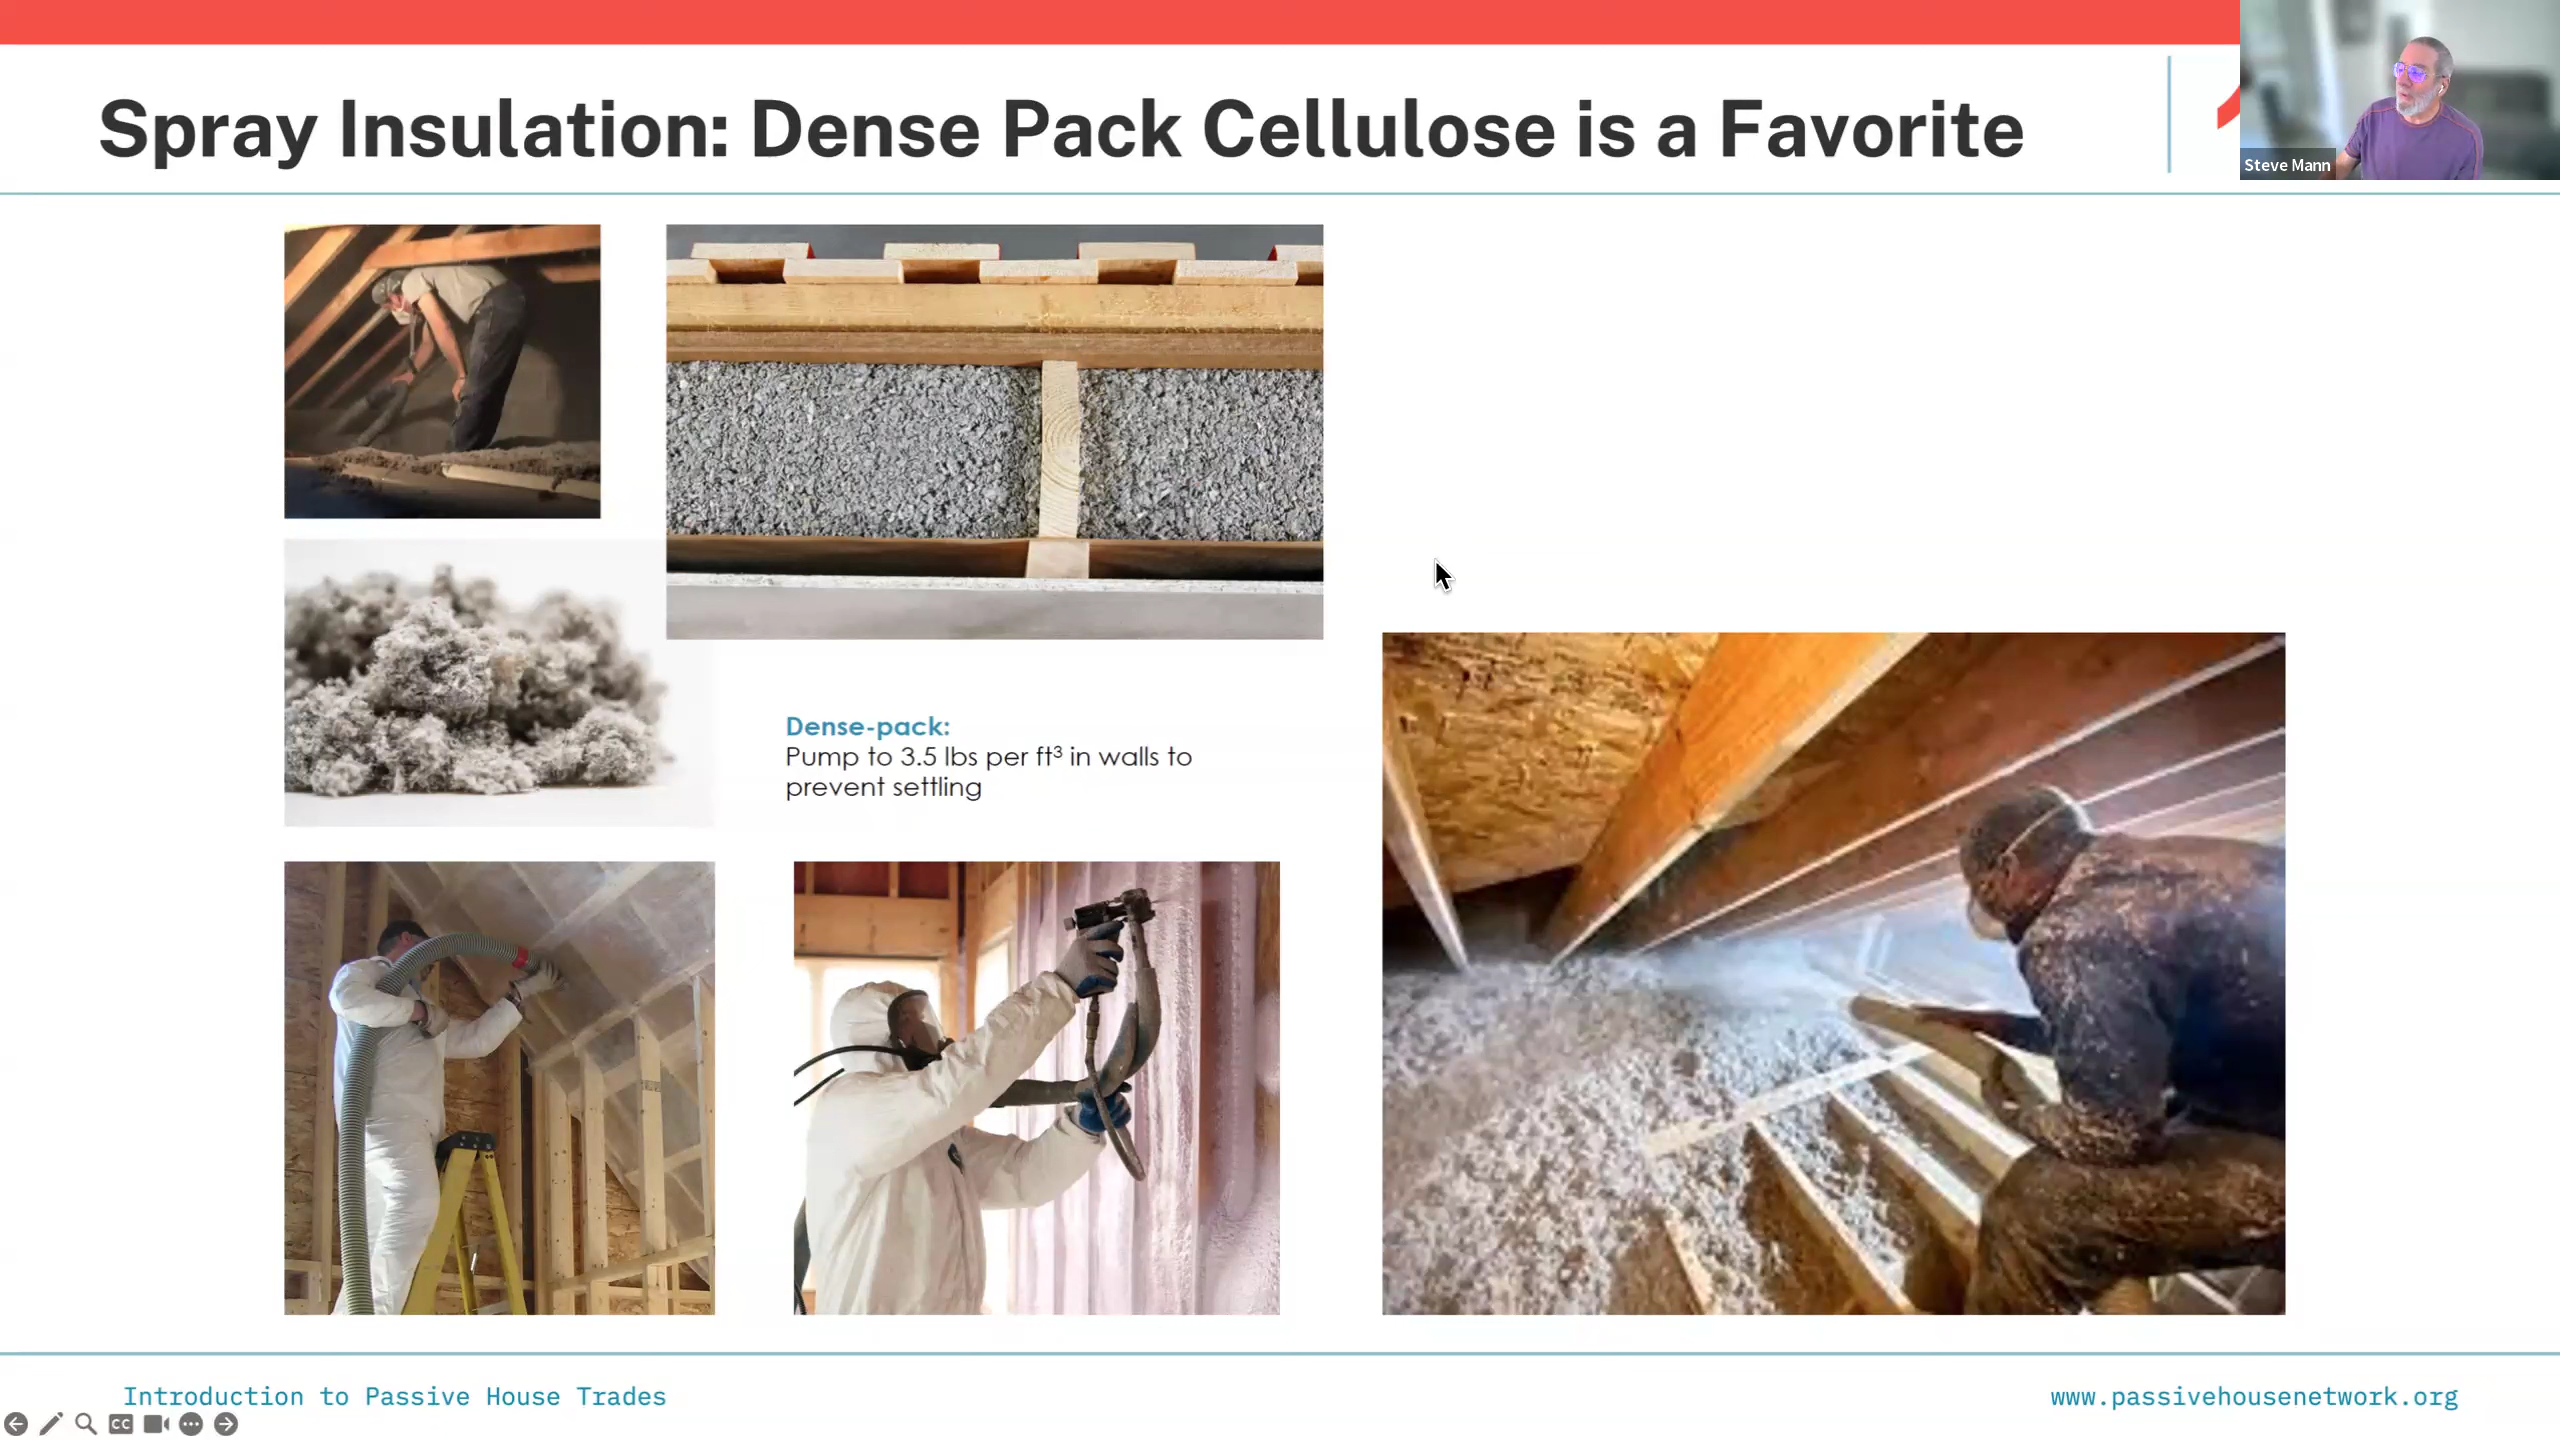 Spray Insulation: Dense Pack Cellulose is a Favorite
Steve Mann
Dense-pack:
Pump to 3.5 lbs per ft³ in walls to
prevent settling
Introduction to Passive House Trades
www.passivehousenetwork.org
CC